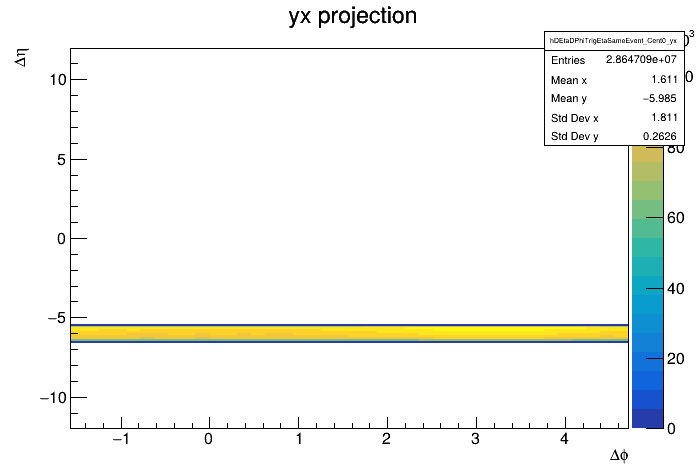 yx projection
hDEtaDPhiTrigEtaSameEvent_Cent0_yx
Entries 2.864709e+07
Mean x 1.611
Mean y −5.985
Std Dev x 1.811
Std Dev y 0.2626
Δη
10
5
0
−5
−10
−1 0 1 2 3 4
Δϕ
80
60
40
20
0